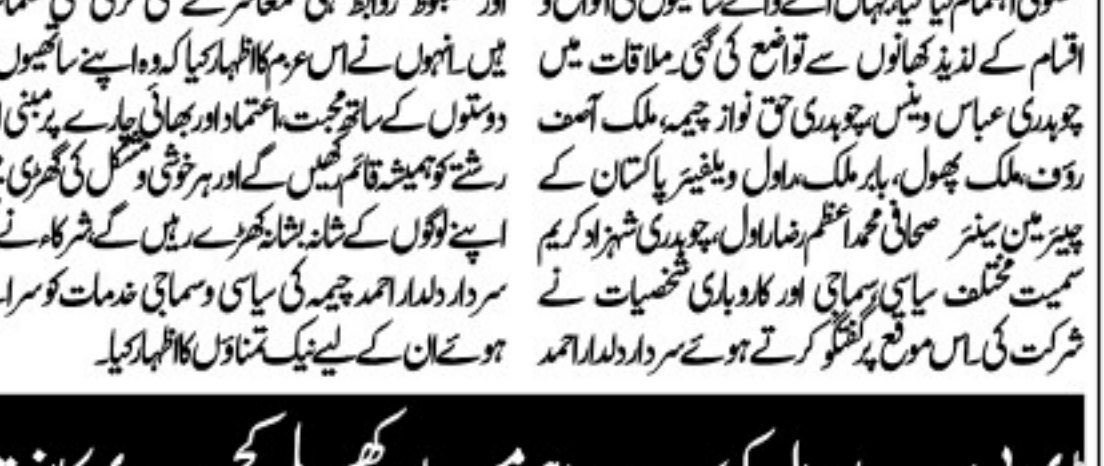 اقسام کے لذیذ کھانوں سے تواضع کی گئی۔ملاقات میں
چوہدری عباس وینس،چوہدری حق نواز چیمہ،ملک آصف
رؤف،ملک پھول،بابر ملک،راول ویلفیئر پاکستان کے
چیئرمین سینئر صحافی محمد اعظم رضا راول،چوہدری شہزاد کریم
سمیت مختلف سیاسی،سماجی اور کاروباری شخصیات نے
شرکت کی۔اس موقع پر گفتگو کرتے ہوئے سردار دلدار احمد
ہیں۔انہوں نے اس عزم کا اظہار کیا کہ وہ اپنے ساتھیوں
دوستوں کے ساتھ محبت،اعتماد اور بھائی چارے پر مبنی
رشتے کو ہمیشہ قائم رکھیں گے اور ہر خوشی و مشکل کی گھڑی
اپنے لوگوں کے شانہ بشانہ کھڑے رہیں گے۔شرکاء نے
سردار دلدار احمد چیمہ کی سیاسی و سماجی خدمات کو
ہوئے ان کے لیے نیک تمناؤں کا اظہار کیا۔